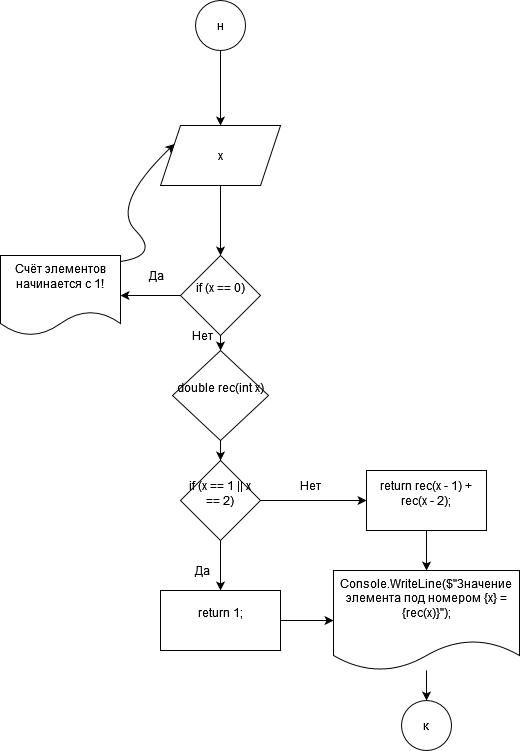 н
x
Счёт элементов
начинается с 1!
Да
if (x == 0)
Нет
double rec(int x)
if (x == 1 || x
== 2)
Нет
return rec(x - 1) +
rec(x - 2);
Да
return 1;
Console.WriteLine($"Значение
элемента под номером {x} =
{rec(x)}");
к